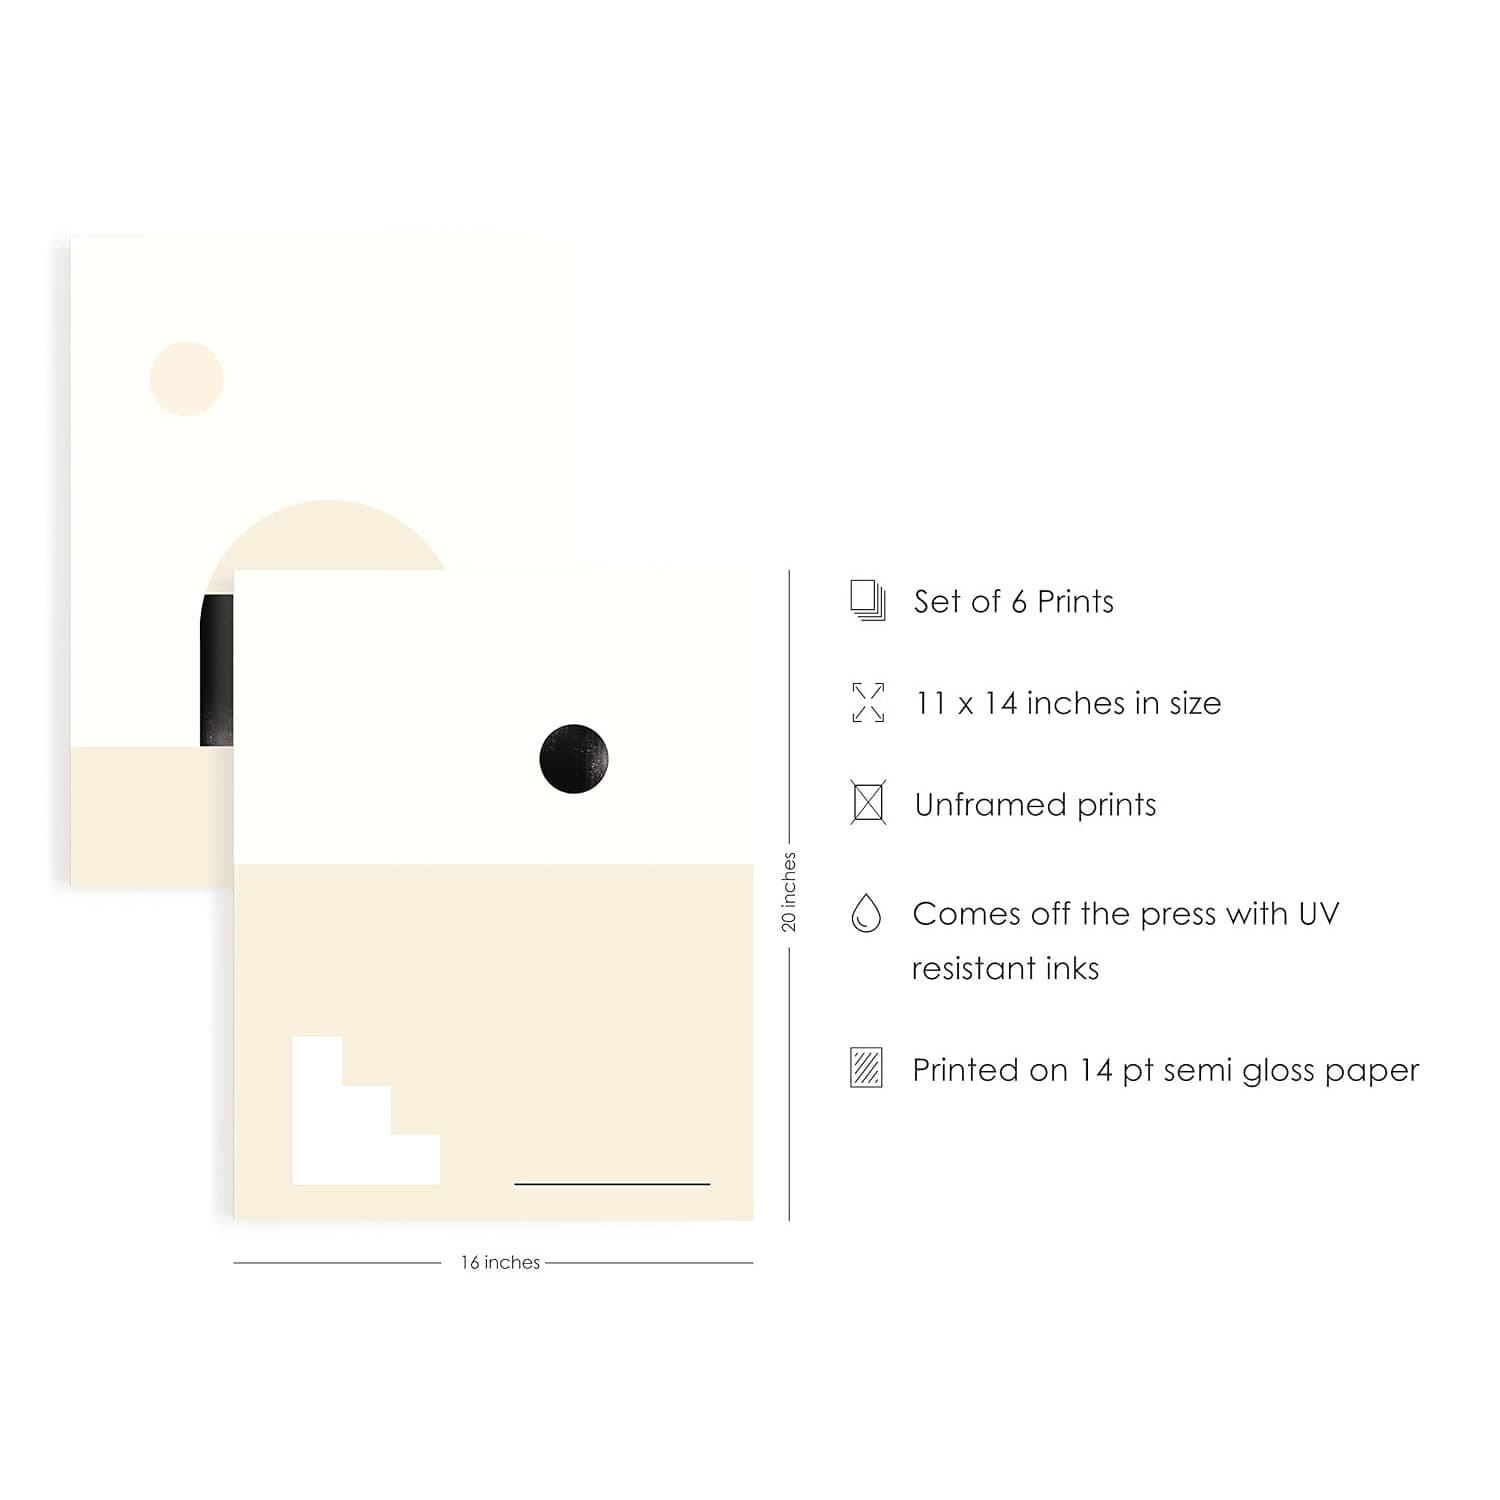 Set of 6 Prints
11 x 14 inches in size
Unframed prints
Comes off the press with UV
resistant inks
Printed on 14 pt semi gloss paper
20 inches
16 inches